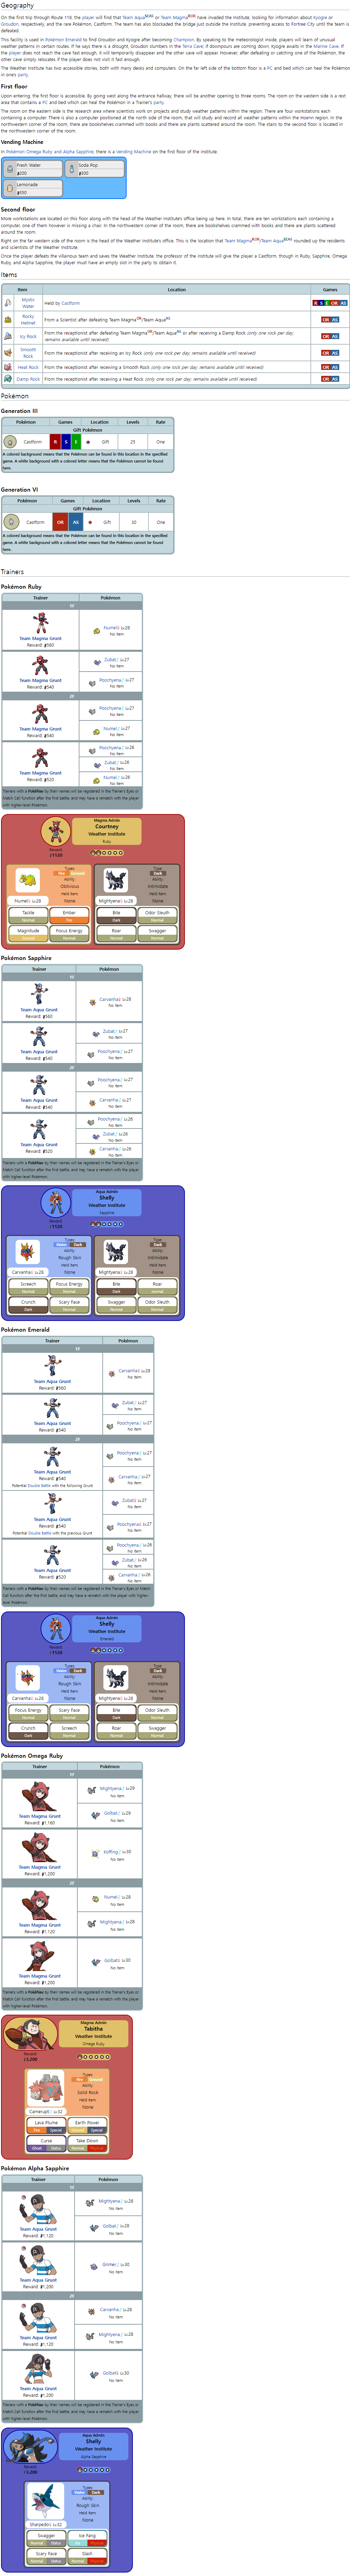 Geography
On the first trip through Route 119, the player will find that Team Aqua or Team Magma have invaded the Institute, looking for information about Kyogre or
Groudon, respectively, and the rare Pokémon, Castform. The team has also blocked the bridge just outside the institute, preventing access to Fortree City until the team is
defeated.
This facility is used in Pokémon Emerald to find Groudon and Kyogre after becoming Champion. By speaking to the meteorologist inside, players will learn of unusual
weather patterns in certain routes. If he says there is a drought, Groudon slumbers in the Terra Cave; if downpours are coming down, Kyogre awaits in the Marine Cave. If
the player does not reach the cave fast enough, it will temporarily disappear and the other cave will appear. However, after defeating or catching one of the Pokémon, the
other cave simply relocates if the player does not visit it fast enough.
The Weather Institute has two accessible stories, both with many desks and computers. On the far left side of the bottom floor is a PC and bed which can heal the Pokémon
in one's party.
First floor
Upon entering, the first floor is accessible. By going west along the entrance hallway, there will be another opening to three rooms. The room on the western side is a rest
area that contains a PC and bed which can heal the Pokémon in a Trainer's party.
The room on the eastern side is the research area where scientists work on projects and study weather patterns within the region. There are four workstations each
containing a computer. There is also a computer positioned at the north side of the room, that will study and record all weather patterns within the Hoenn region. In the
northwestern corner of the room, there are bookshelves crammed with books and there are plants scattered around the room. The stairs to the second floor is located in
the northwestern corner of the room.
Vending Machine
In Pokémon Omega Ruby and Alpha Sapphire, there is a Vending Machine on the first floor of the institute.
Fresh Water
Soda Pop
Lemonade
Second floor
More workstations are located on this floor along with the head of the Weather Institute's office being up here. In total, there are ten workstations each containing a
computer, one of them however is missing a chair. In the northwestern corner of the room, there are bookshelves crammed with books and there are plants scattered
around the room.
Right on the far western side of the room is the head of the Weather Institute's office. This is the location that Team Magma/Team Aqua rounded up the residents
and scientists of the Weather Institute.
Once the player defeats the villainous team and saves the Weather Institute, the professor of the institute will give the player a Castform, though in Ruby, Sapphire, Omega
Ruby, and Alpha Sapphire, the player must have an empty slot in the party to obtain it.
Items
Item Location Games
Mystic Water Held by Castform R S E OR AS
Rocky Helmet From a Scientist after defeating Team Magma/Team Aqua OR AS
Icy Rock From the receptionist after defeating Team Magma/Team Aqua or after receiving a Damp Rock (only one rock per day; remains available until received) OR AS
Smooth Rock From the receptionist after receiving an Icy Rock (only one rock per day; remains available until received) OR AS
Heat Rock From the receptionist after receiving a Smooth Rock (only one rock per day; remains available until received) OR AS
Damp Rock From the receptionist after receiving a Heat Rock (only one rock per day; remains available until received) OR AS
Pokémon
Generation III
Pokémon Games Location Levels Rate
Gift Pokémon
Castform R S E Gift 25 One
A colored background means that the Pokémon can be found in this location in the specified
game. A white background with a colored letter means that the Pokémon cannot be found
here.
Generation VI
Pokémon Games Location Levels Rate
Gift Pokémon
Castform OR AS Gift 30 One
A colored background means that the Pokémon can be found in this location in the specified
game. A white background with a colored letter means that the Pokémon cannot be found
here.
Trainers
Pokémon Ruby
Trainer Pokémon
1F
Team Magma Grunt
Reward: 560
Numel Lv.28
No item
Team Magma Grunt
Reward: 540
Zubat Lv.27
No item
Poochyena Lv.27
No item
2F
Team Magma Grunt
Reward: 540
Poochyena Lv.27
No item
Numel Lv.27
No item
Team Magma Grunt
Reward: 520
Poochyena Lv.26
No item
Zubat Lv.26
No item
Numel Lv.26
No item
Trainers with a PokéNav by their names will be registered in the Trainer's Eyes or
Match Call function after the first battle, and may have a rematch with the player
with higher-level Pokémon.
Magma Admin
Courtney
Weather Institute
Ruby
Reward:
1120
Numel Lv.28
Types:
Fire Ground
Ability:
Oblivious
Held item:
None
Tackle
Normal
Ember
Fire
Magnitude
Ground
Focus Energy
Normal
Mightyena Lv.28
Type:
Dark
Ability:
Intimidate
Held item:
None
Bite
Dark
Odor Sleuth
Normal
Roar
Normal
Swagger
Normal
Pokémon Sapphire
Trainer Pokémon
1F
Team Aqua Grunt
Reward: 560
Carvanha Lv.28
No item
Team Aqua Grunt
Reward: 540
Zubat Lv.27
No item
Poochyena Lv.27
No item
2F
Team Aqua Grunt
Reward: 540
Poochyena Lv.27
No item
Carvanha Lv.27
No item
Team Aqua Grunt
Reward: 520
Poochyena Lv.26
No item
Zubat Lv.26
No item
Carvanha Lv.26
No item
Trainers with a PokéNav by their names will be registered in the Trainer's Eyes or
Match Call function after the first battle, and may have a rematch with the player
with higher-level Pokémon.
Aqua Admin
Shelly
Weather Institute
Sapphire
Reward:
1120
Carvanha Lv.28
Types:
Water Dark
Ability:
Rough Skin
Held item:
None
Screech
Normal
Focus Energy
Normal
Crunch
Dark
Scary Face
Normal
Mightyena Lv.28
Type:
Dark
Ability:
Intimidate
Held item:
None
Bite
Dark
Roar
Normal
Swagger
Normal
Odor Sleuth
Normal
Pokémon Emerald
Trainer Pokémon
1F
Team Aqua Grunt
Reward: 560
Carvanha Lv.28
No item
Team Aqua Grunt
Reward: 540
Zubat Lv.27
No item
Poochyena Lv.27
No item
2F
Team Aqua Grunt
Reward: 540
Potential Double Battle with the following Grunt
Poochyena Lv.27
No item
Carvanha Lv.27
No item
Team Aqua Grunt
Reward: 540
Potential Double Battle with the previous Grunt
Zubat Lv.27
No item
Poochyena Lv.27
No item
Team Aqua Grunt
Reward: 520
Poochyena Lv.26
No item
Zubat Lv.26
No item
Carvanha Lv.26
No item
Trainers with a PokéNav by their names will be registered in the Trainer's Eyes or Match
Call function after the first battle, and may have a rematch with the player with higher-
level Pokémon.
Aqua Admin
Shelly
Weather Institute
Emerald
Reward:
1120
Carvanha Lv.28
Types:
Water Dark
Ability:
Rough Skin
Held item:
None
Focus Energy
Normal
Scary Face
Normal
Crunch
Dark
Screech
Normal
Mightyena Lv.28
Type:
Dark
Ability:
Intimidate
Held item:
None
Bite
Dark
Odor Sleuth
Normal
Roar
Normal
Swagger
Normal
Pokémon Omega Ruby
Trainer Pokémon
1F
Team Magma Grunt
Reward: 1,160
Mightyena Lv.29
No item
Golbat Lv.29
No item
Team Magma Grunt
Reward: 1,200
Koffing Lv.30
No item
2F
Team Magma Grunt
Reward: 1,120
Numel Lv.28
No item
Mightyena Lv.28
No item
Team Magma Grunt
Reward: 1,200
Golbat Lv.30
No item
Trainers with a PokéNav by their names will be registered in the Trainer's Eyes or
Match Call function after the first battle, and may have a rematch with the player
with higher-level Pokémon.
Magma Admin
Tabitha
Weather Institute
Omega Ruby
Reward:
3,200
Camerupt Lv.32
Types:
Fire Ground
Ability:
Solid Rock
Held item:
None
Lava Plume
Fire Special
Earth Power
Ground Special
Curse
Ghost Status
Take Down
Normal Physical
Pokémon Alpha Sapphire
Trainer Pokémon
1F
Team Aqua Grunt
Reward: 1,120
Mightyena Lv.28
No item
Golbat Lv.28
No item
Team Aqua Grunt
Reward: 1,200
Grimer Lv.30
No item
2F
Team Aqua Grunt
Reward: 1,120
Carvanha Lv.28
No item
Mightyena Lv.28
No item
Team Aqua Grunt
Reward: 1,200
Golbat Lv.30
No item
Trainers with a PokéNav by their names will be registered in the Trainer's Eyes or
Match Call function after the first battle, and may have a rematch with the player
with higher-level Pokémon.
Aqua Admin
Shelly
Weather Institute
Alpha Sapphire
Reward:
3,200
Sharpedo Lv.32
Types:
Water Dark
Ability:
Rough Skin
Held item:
None
Swagger
Normal Status
Ice Fang
Ice Physical
Scary Face
Normal Status
Slash
Normal Physical